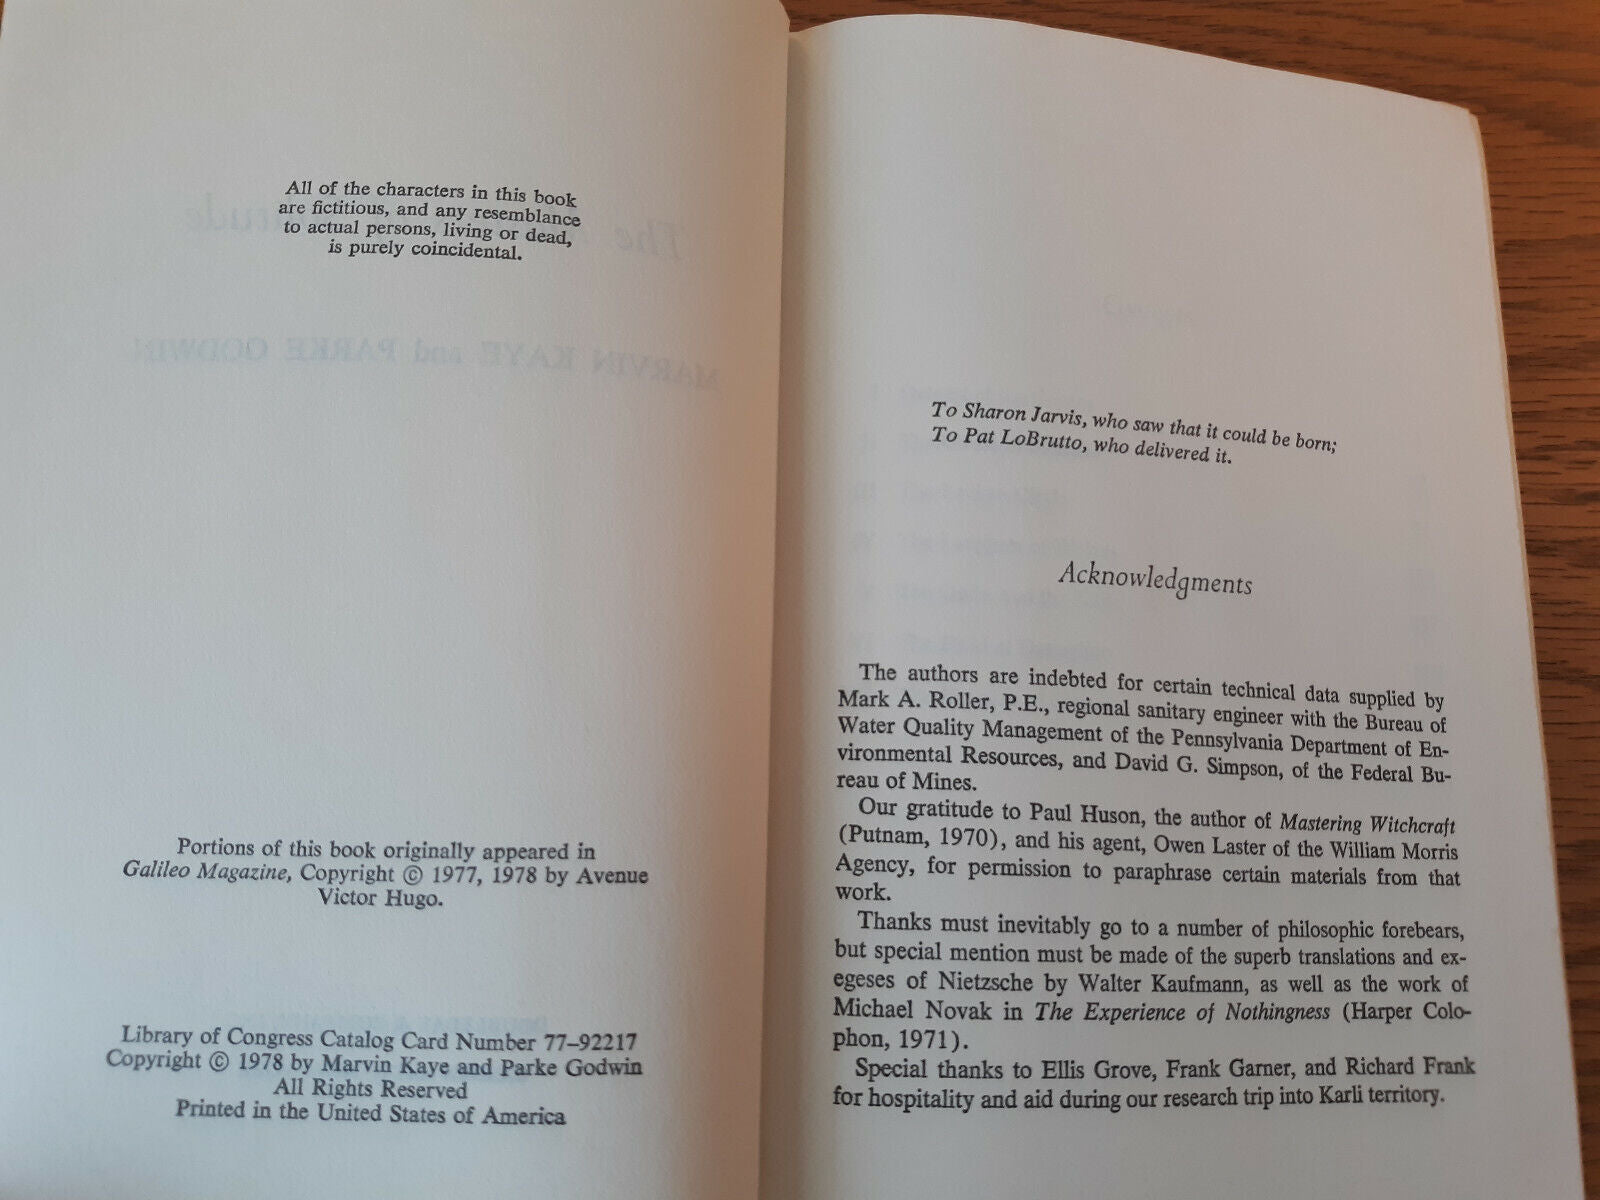 All of the characters in this book
are fictitious, and any resemblance
to actual persons, living or dead,
is purely coincidental.
Portions of this book originally appeared in
Galileo Magazine, Copyright © 1977, 1978 by Avenue
Victor Hugo.
Library of Congress Catalog Card Number 77–92217
Copyright © 1978 by Marvin Kaye and Parke Godwin
All Rights Reserved
Printed in the United States of America
To Sharon Jarvis, who saw that it could be born;
To Pat LoBrutto, who delivered it.
Acknowledgments
The authors are indebted for certain technical data supplied by
Mark A. Roller, P.E., regional sanitary engineer with the Bureau of
Water Quality Management of the Pennsylvania Department of En-
vironmental Resources, and David G. Simpson, of the Federal Bu-
reau of Mines.
Our gratitude to Paul Huson, the author of Mastering Witchcraft
(Putnam, 1970), and his agent, Owen Laster of the William Morris
Agency, for permission to paraphrase certain materials from that
work.
Thanks must inevitably go to a number of philosophic forebears,
but special mention must be made of the superb translations and ex-
egeses of Nietzsche by Walter Kaufmann, as well as the work of
Michael Novak in The Experience of Nothingness (Harper Colo-
phon, 1971).
Special thanks to Ellis Grove, Frank Garner, and Richard Frank
for hospitality and aid during our research trip into Karli territory.